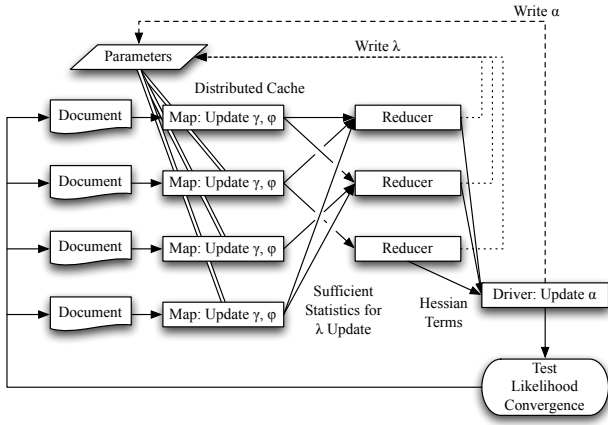 Write α
Parameters
Write λ
Distributed Cache
Document
Map: Update γ, φ
Reducer
Document
Map: Update γ, φ
Reducer
Document
Map: Update γ, φ
Reducer
Document
Map: Update γ, φ
Sufficient
Statistics for
λ Update
Hessian
Terms
Driver: Update α
Test
Likelihood
Convergence